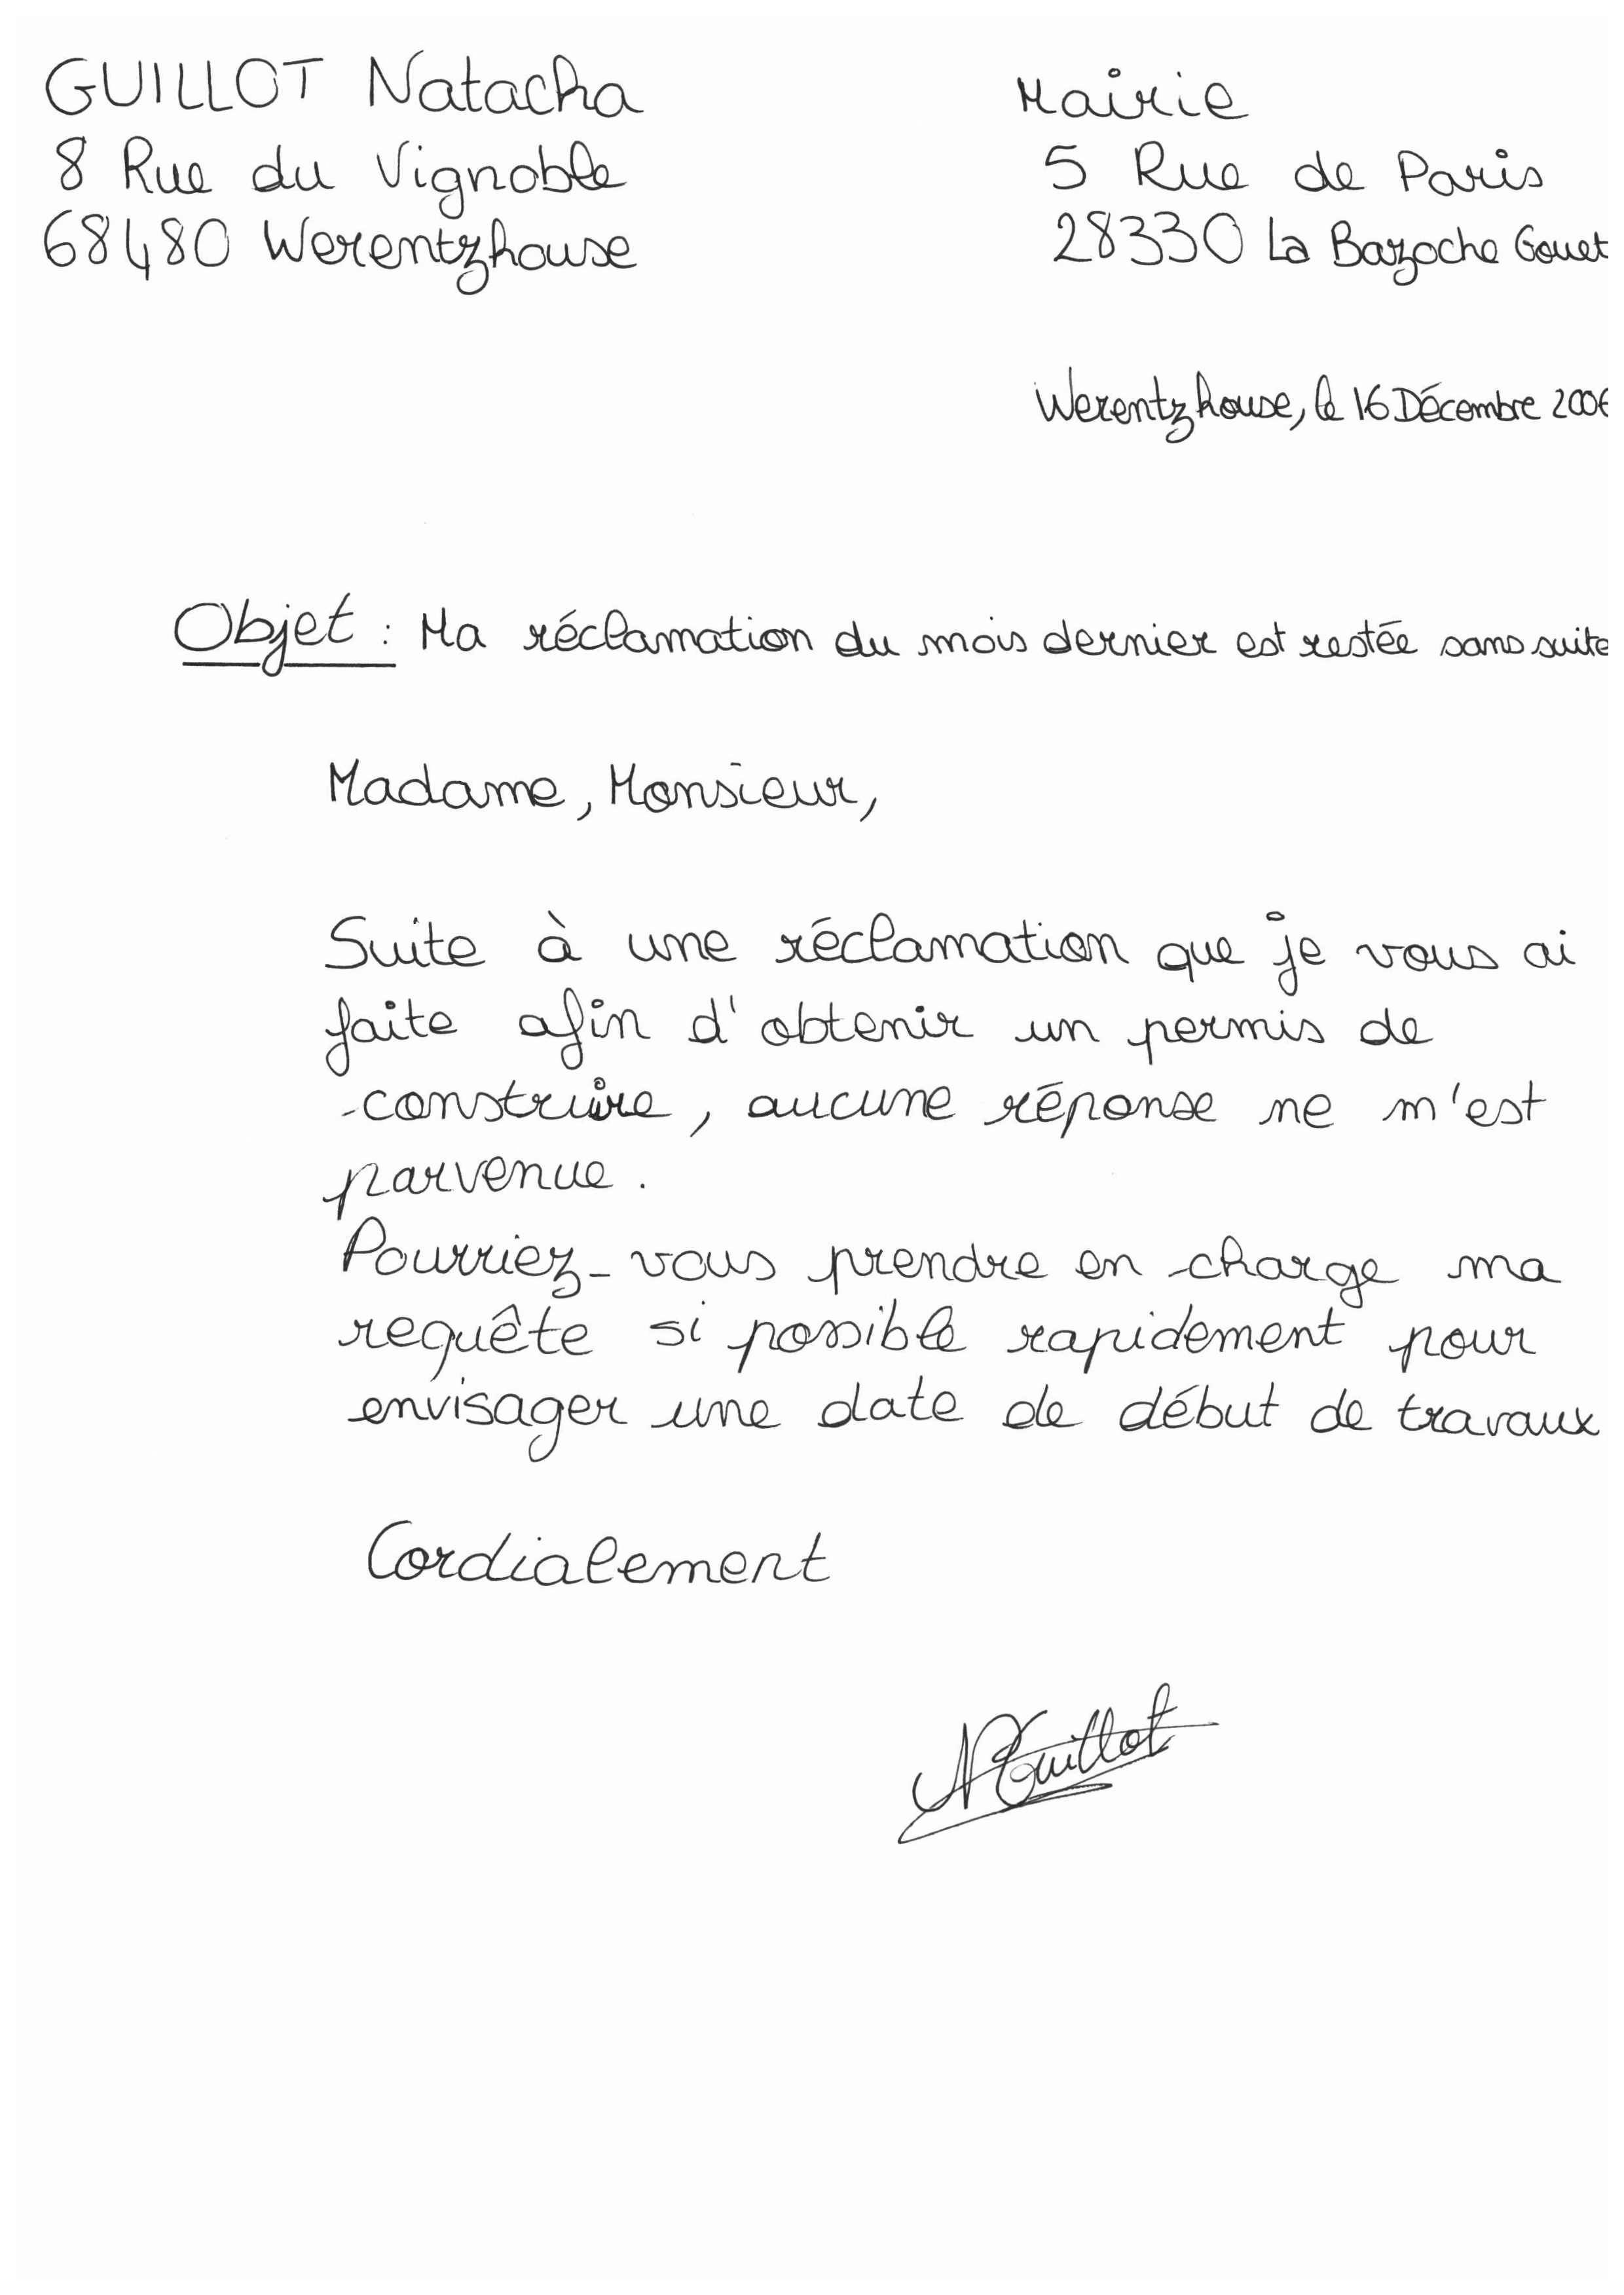 GUILLOT Natacha
8 Rue du Vignoble
68480 Werentzhouse
Mairie
5 Rue de Paris
28330 La Bazoche Gouet
Werentzhouse, le 16 Décembre 2006
Objet : Ma réclamation du mois dernier est restée sans suite
Madame, Monsieur,
Suite à une réclamation que je vous ai
faite afin d'obtenir un permis de
construire, aucune réponse ne m'est
parvenue.
Pourriez-vous prendre en charge ma
requête si possible rapidement pour
envisager une date de début de travaux
Cordialement
NGuillot